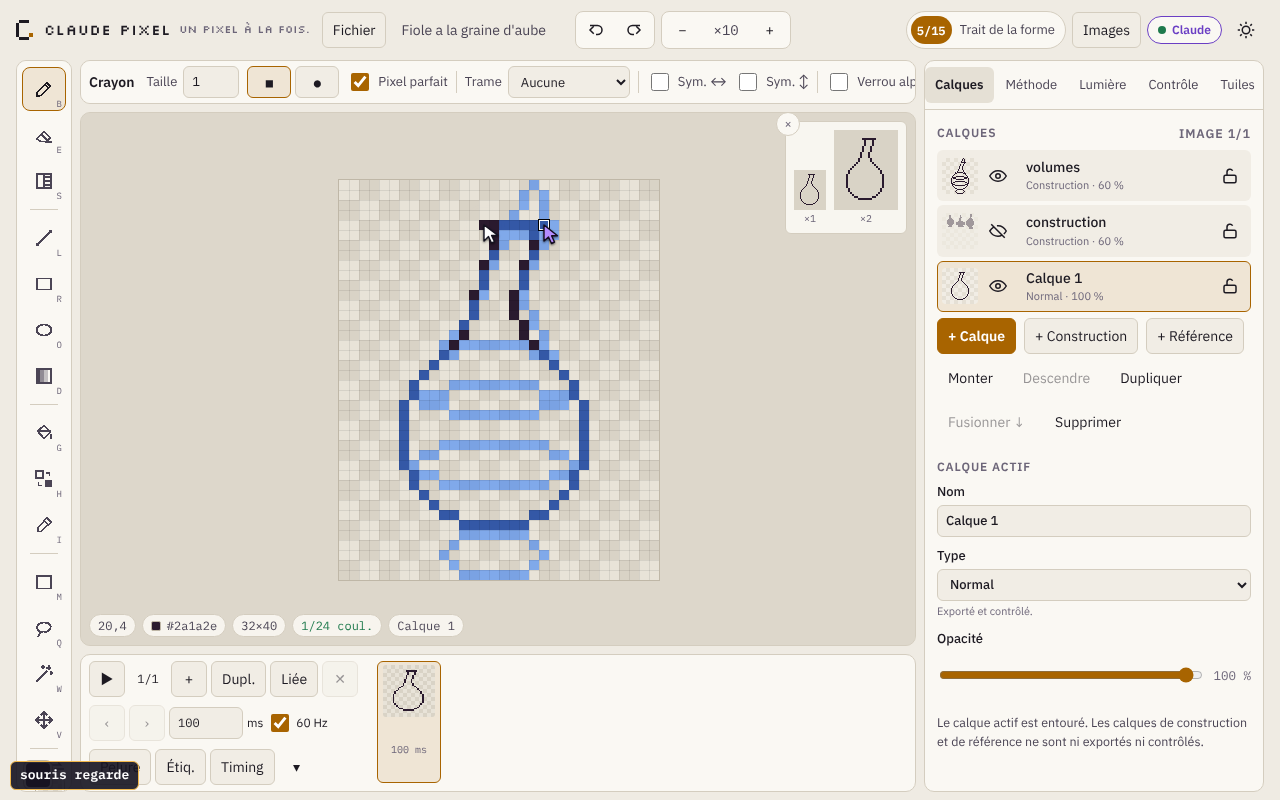 CLAUDE PIXEL UN PIXEL À LA FOIS. Fichier Fiole a la graine d'aube − ×10 + 5/15 Trait de la forme Images Claude
Crayon Taille 1 Pixel parfait Trame Aucune Sym. ↔ Sym. ↕ Verrou alp
Calques Méthode Lumière Contrôle Tuiles
B
E
S
L
R
O
D
G
H
I
M
Q
W
V
×
×1 ×2
CALQUES IMAGE 1/1
volumes
Construction · 60 %
construction
Construction · 60 %
Calque 1
Normal · 100 %
+ Calque + Construction + Référence
Monter Descendre Dupliquer
Fusionner ↓ Supprimer
CALQUE ACTIF
Nom
Calque 1
Type
Normal
Exporté et contrôlé.
Opacité
100 %
Le calque actif est entouré. Les calques de construction
et de référence ne sont ni exportés ni contrôlés.
20,4 #2a1a2e 32×40 1/24 coul. Calque 1
1/1 + Dupl. Liée ×
‹ › 100 ms 60 Hz
100 ms
Étiq. Timing ▼
souris regarde